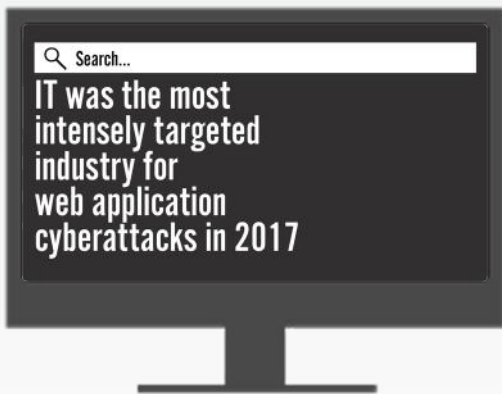 Search...
IT was the most
intensely targeted
industry for
web application
cyberattacks in 2017